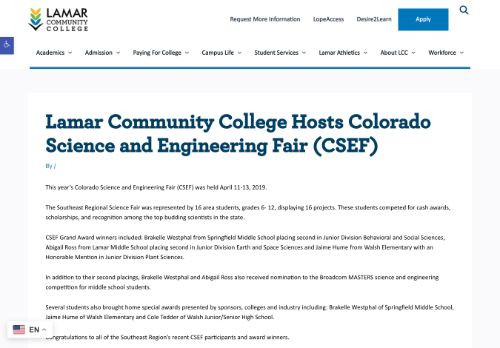 LAMAR
COMMUNITY
COLLEGE
Request More Information LopeAccess Desire2Learn Apply
Academics Admission Paying For College Campus Life Student Services Lamar Athletics About LCC Workforce
Lamar Community College Hosts Colorado
Science and Engineering Fair (CSEF)
By /
This year's Colorado Science and Engineering Fair (CSEF) was held April 11-13, 2019.
The Southeast Regional Science Fair was represented by 16 area students, grades 6- 12, displaying 16 projects. These students competed for cash awards,
scholarships, and recognition among the top budding scientists in the state.
CSEF Grand Award winners included: Brakelle Westphal from Springfield Middle School placing second in Junior Division Behavioral and Social Sciences,
Abigail Ross from Lamar Middle School placing second in Junior Division Earth and Space Sciences and Jaime Hume from Walsh Elementary with an
Honorable Mention in Junior Division Plant Sciences.
In addition to their second placings, Brakelle Westphal and Abigail Ross also received nomination to the Broadcom MASTERS science and engineering
competition for middle school students.
Several students also brought home special awards presented by sponsors, colleges and industry including: Brakelle Westphal of Springfield Middle School,
Jaime Hume of Walsh Elementary and Cole Tedder of Walsh Junior/Senior High School.
EN
ongratulations to all of the Southeast Region's recent CSEF participants and award winners.